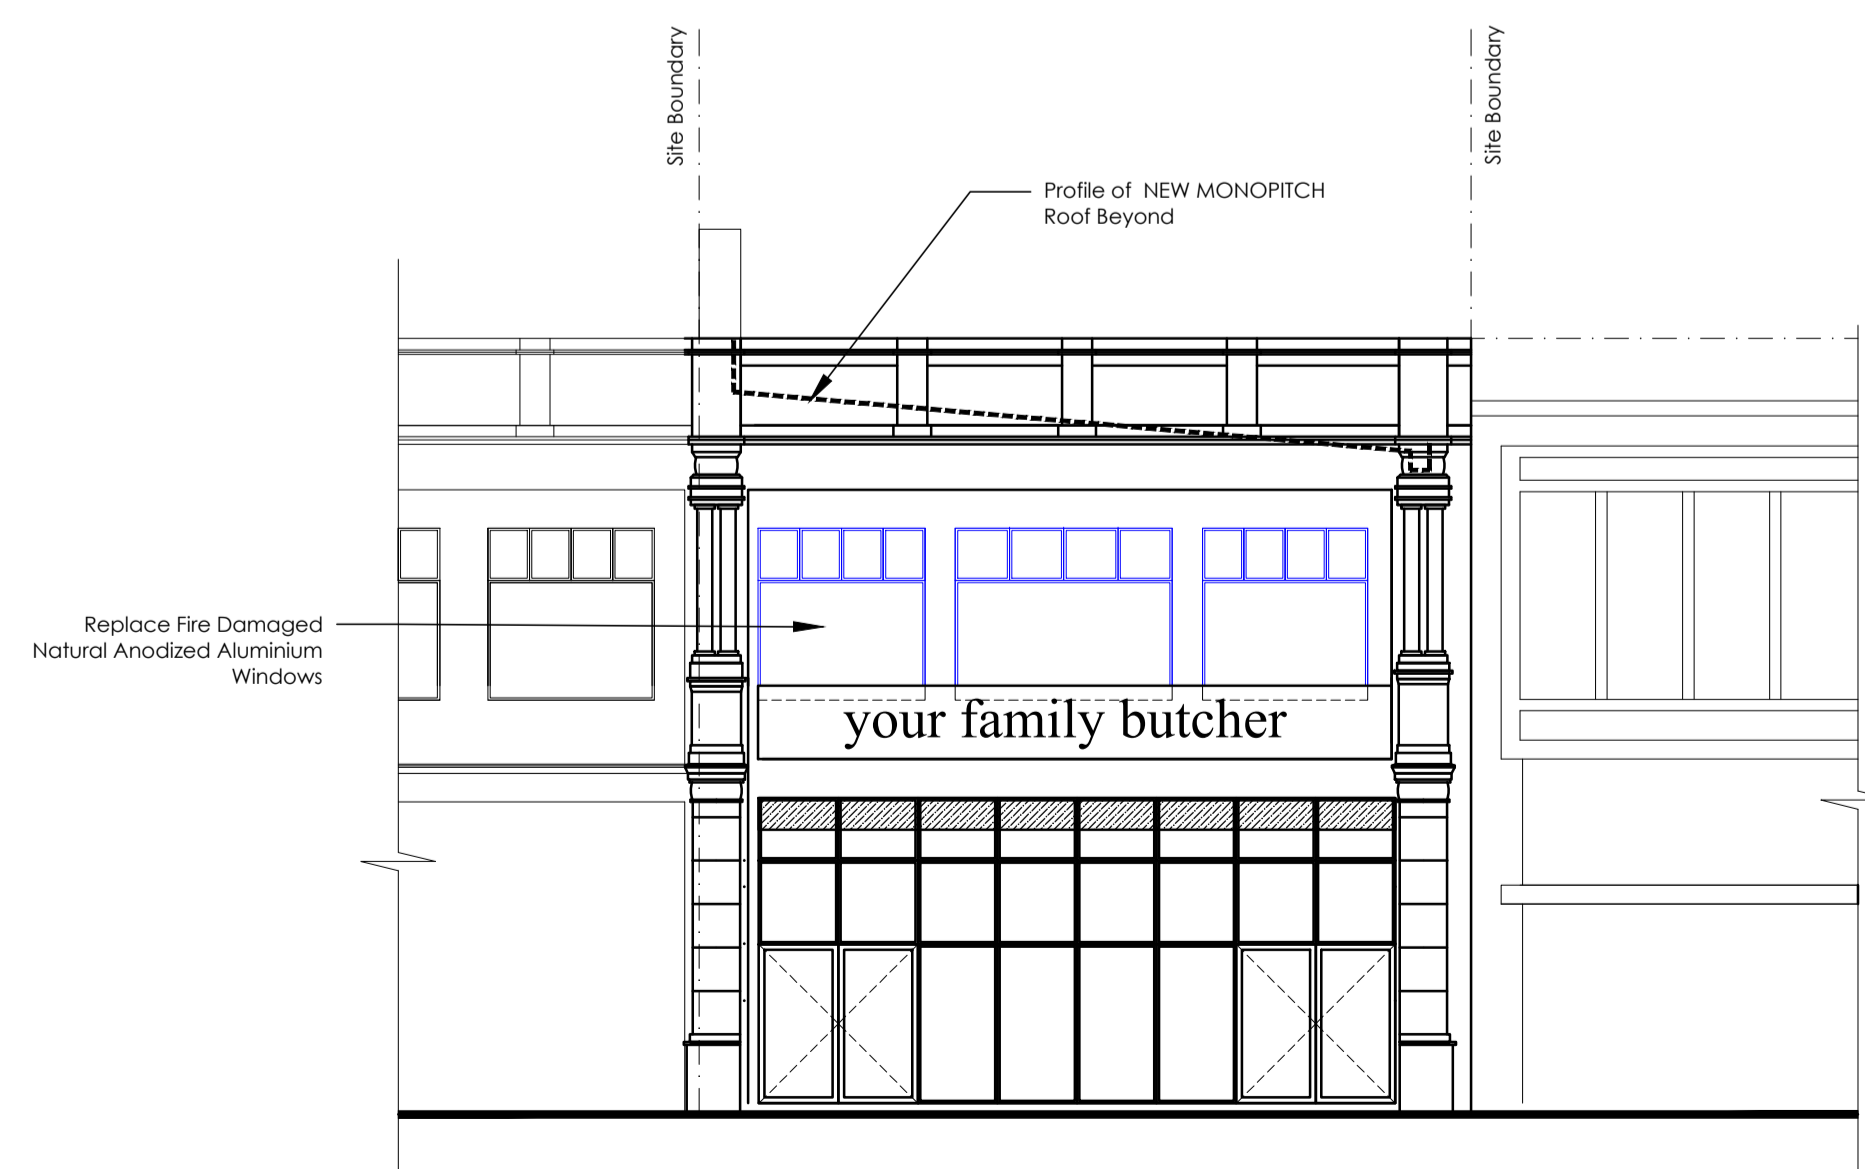 Site Boundary
Site Boundary
Profile of NEW MONOPITCH
Roof Beyond
Replace Fire Damaged
Natural Anodized Aluminium
Windows
your family butcher